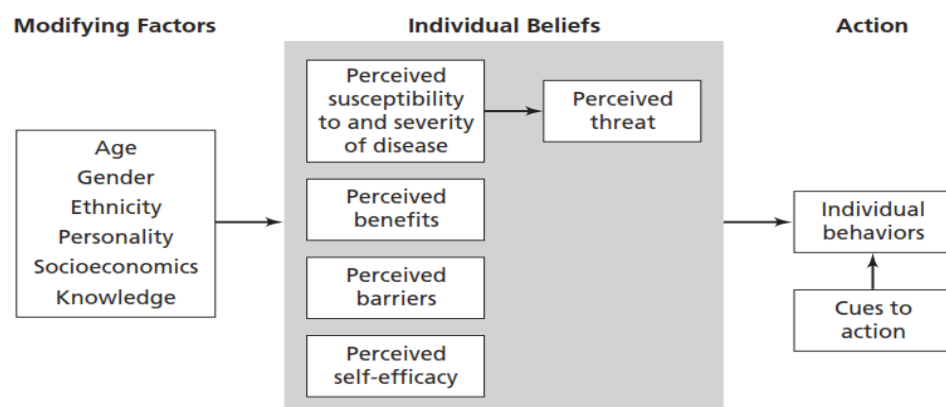 Modifying Factors
Individual Beliefs
Action
Age
Gender
Ethnicity
Personality
Socioeconomics
Knowledge
Perceived
susceptibility
to and severity
of disease
Perceived
threat
Perceived
benefits
Perceived
barriers
Perceived
self-efficacy
Individual
behaviors
Cues to
action